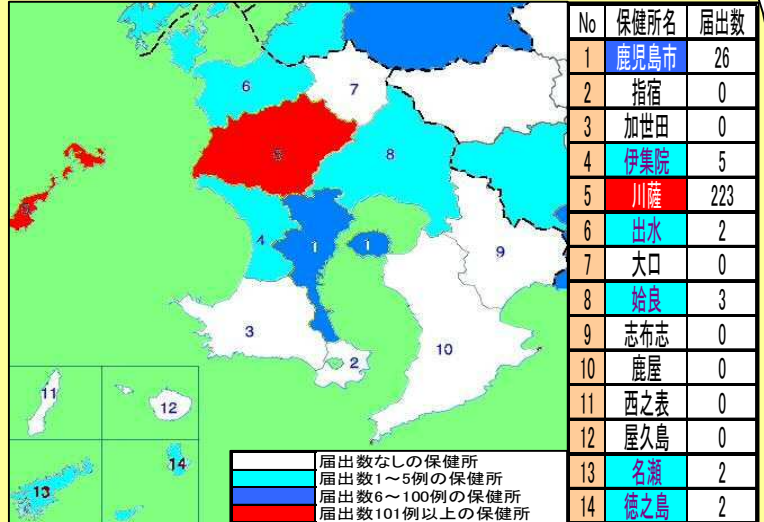 No 保健所名 届出数
1 鹿児島市 26
2 指宿 0
3 加世田 0
4 伊集院 5
5 川薩 223
6 出水 2
7 大口 0
8 姶良 3
9 志布志 0
10 鹿屋 0
11 西之表 0
12 屋久島 0
13 名瀬 2
14 徳之島 2
6
7
5
8
4
1
1
9
3
2
10
11
12
13
14
届出数なしの保健所
届出数1～5例の保健所
届出数6～100例の保健所
届出数101例以上の保健所